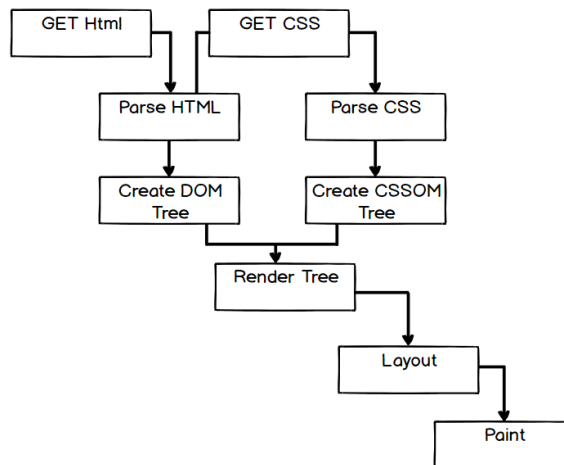 GET Html
GET CSS
Parse HTML
Parse CSS
Create DOM
Tree
Create CSSOM
Tree
Render Tree
Layout
Paint